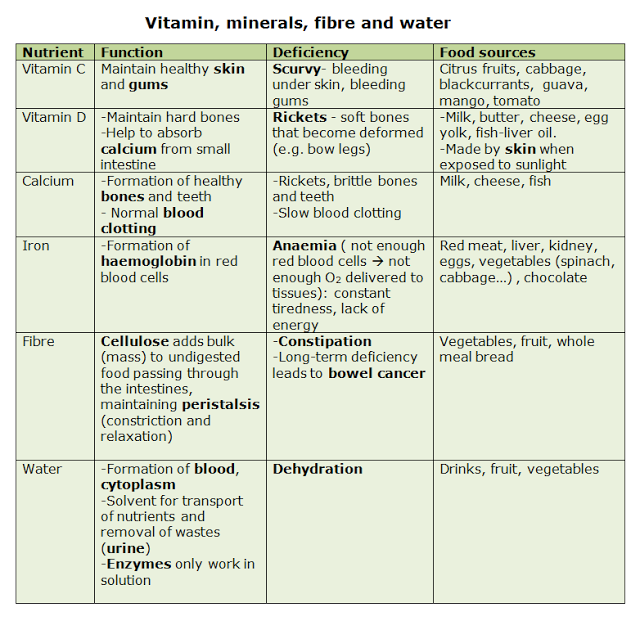 Vitamin, minerals, fibre and water
Nutrient Function Deficiency Food sources
Vitamin C
Maintain healthy skin
and gums
Scurvy- bleeding
under skin, bleeding
gums
Citrus fruits, cabbage,
blackcurrants, guava,
mango, tomato
Vitamin D
-Maintain hard bones
-Help to absorb
calcium from small
intestine
Rickets - soft bones
that become deformed
(e.g. bow legs)
-Milk, butter, cheese, egg
yolk, fish-liver oil.
-Made by skin when
exposed to sunlight
Calcium
-Formation of healthy
bones and teeth
- Normal blood
clotting
-Rickets, brittle bones
and teeth
-Slow blood clotting
Milk, cheese, fish
Iron
-Formation of
haemoglobin in red
blood cells
Anaemia ( not enough
red blood cells → not
enough O₂ delivered to
tissues): constant
tiredness, lack of
energy
Red meat, liver, kidney,
eggs, vegetables (spinach,
cabbage...) , chocolate
Fibre
Cellulose adds bulk
(mass) to undigested
food passing through
the intestines,
maintaining peristalsis
(constriction and
relaxation)
-Constipation
-Long-term deficiency
leads to bowel cancer
Vegetables, fruit, whole
meal bread
Water
-Formation of blood,
cytoplasm
-Solvent for transport
of nutrients and
removal of wastes
(urine)
-Enzymes only work in
solution
Dehydration
Drinks, fruit, vegetables